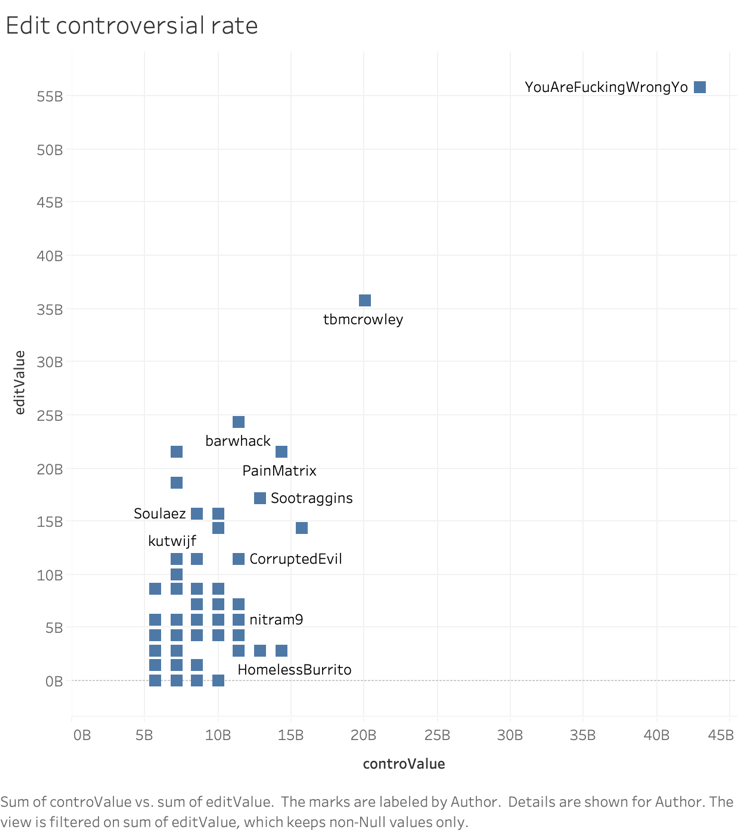 Edit controversial rate
YouAreFuckingWrongYo
55B
50B
45B
40B
35B
tbmcrowley
30B
editValue
25B
barwhack
20B
PainMatrix
Sootraggins
Soulaez
15B
kutwijf
CorruptedEvil
10B
nitram9
5B
HomelessBurrito
0B
0B 5B 10B 15B 20B 25B 30B 35B 40B 45B
controValue
Sum of controValue vs. sum of editValue. The marks are labeled by Author. Details are shown for Author. The
view is filtered on sum of editValue, which keeps non-Null values only.